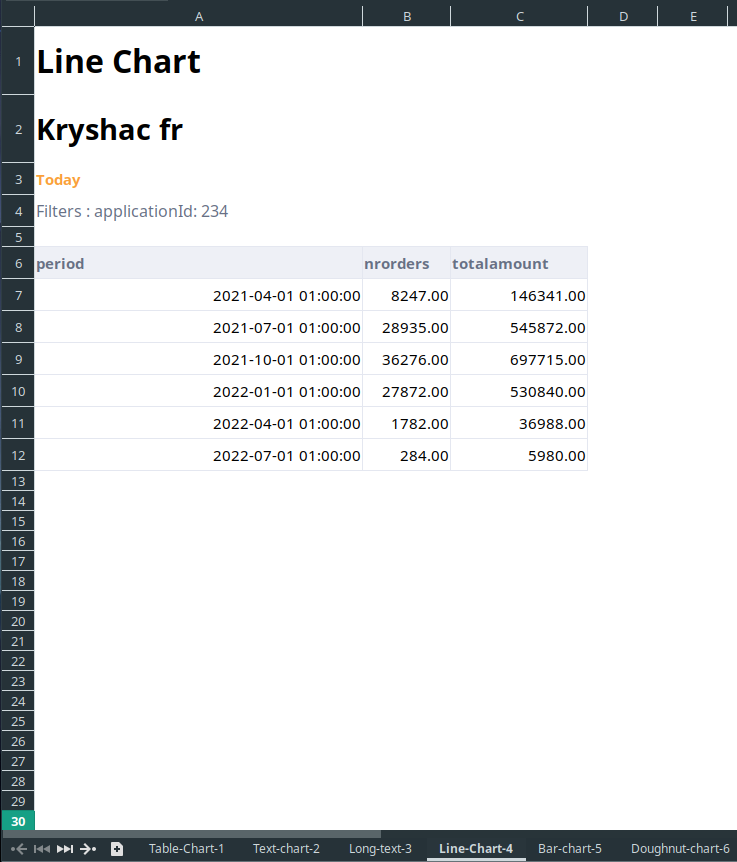 A B C D E
1 Line Chart
2 Kryshac fr
3 Today
4 Filters : applicationId: 234
5
6 period nrorders totalamount
7 2021-04-01 01:00:00 8247.00 146341.00
8 2021-07-01 01:00:00 28935.00 545872.00
9 2021-10-01 01:00:00 36276.00 697715.00
10 2022-01-01 01:00:00 27872.00 530840.00
11 2022-04-01 01:00:00 1782.00 36988.00
12 2022-07-01 01:00:00 284.00 5980.00
13
14
15
16
17
18
19
20
21
22
23
24
25
26
27
28
29
30
Table-Chart-1 Text-chart-2 Long-text-3 Line-Chart-4 Bar-chart-5 Doughnut-chart-6